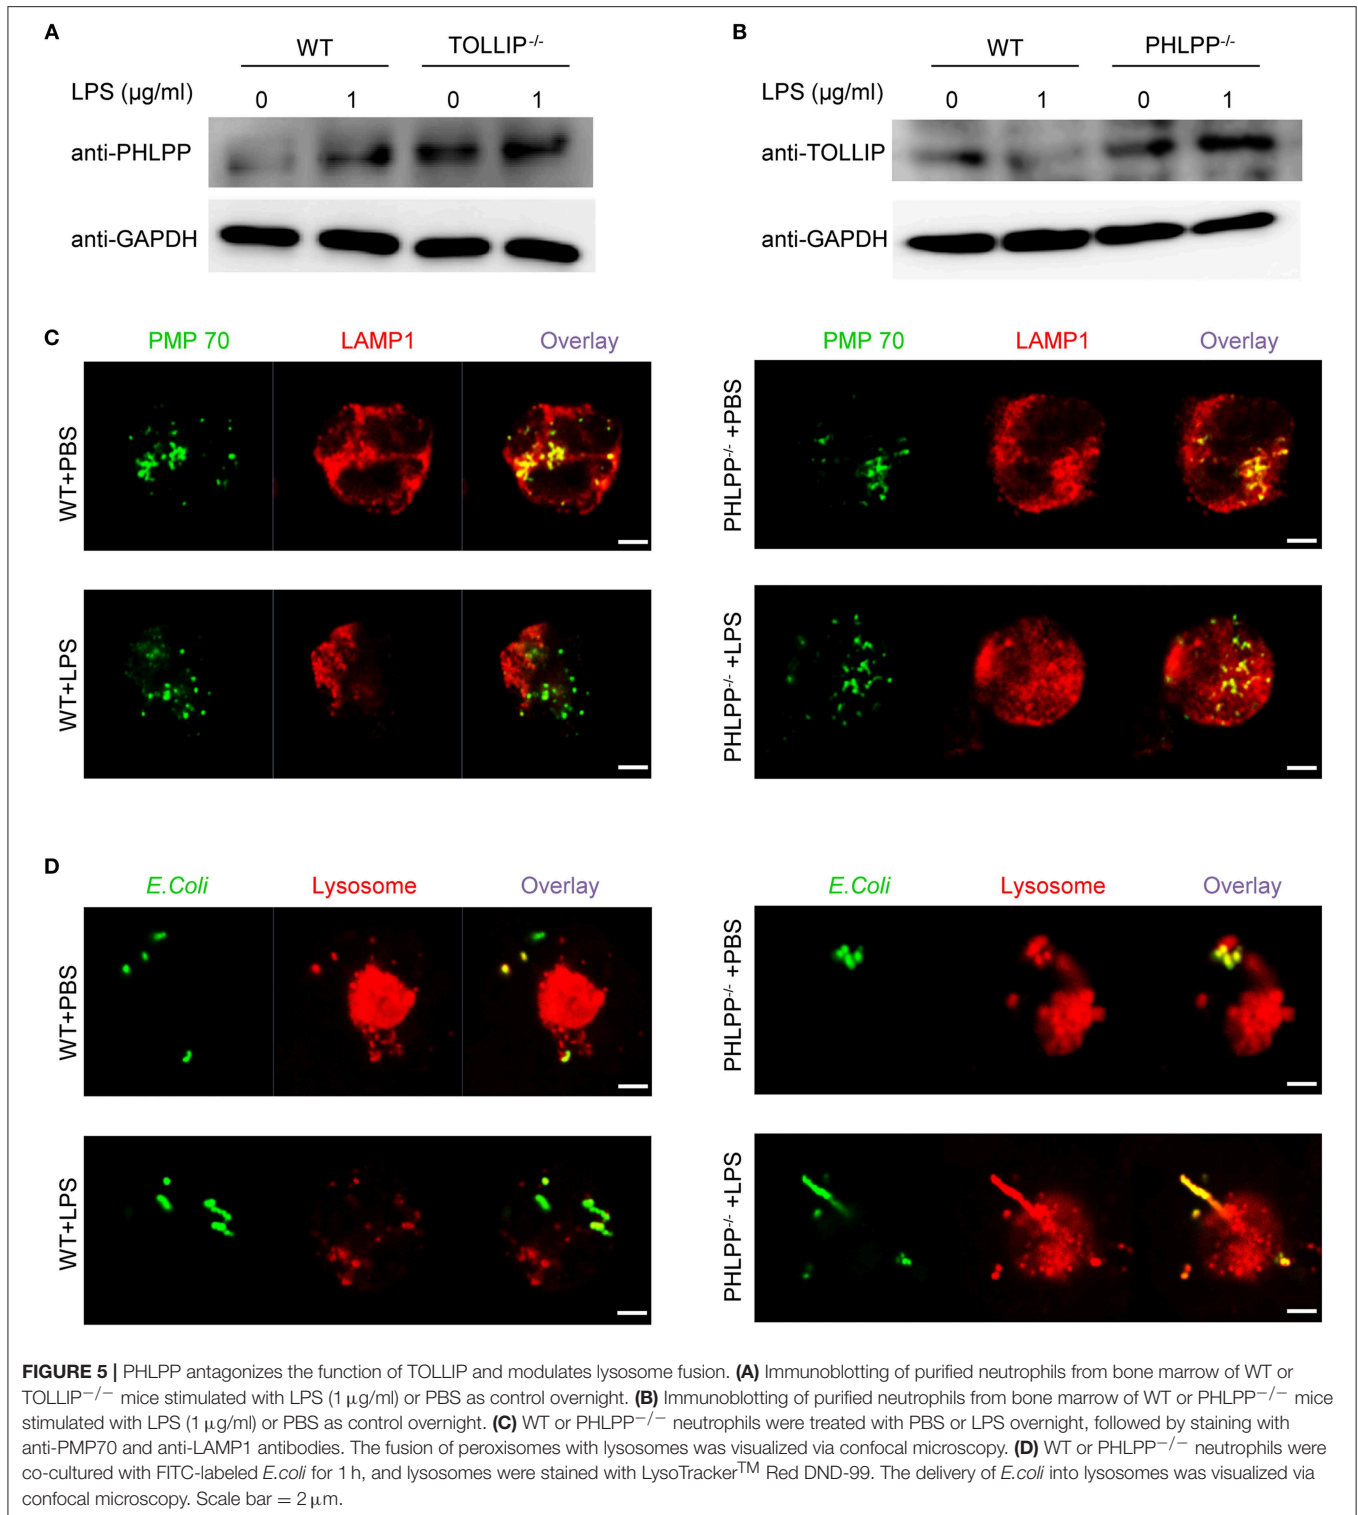 A
WT TOLLIP-/-
LPS (µg/ml) 0 1 0 1
anti-PHLPP
anti-GAPDH
B
WT PHLPP-/-
LPS (µg/ml) 0 1 0 1
anti-TOLLIP
anti-GAPDH
C
PMP 70 LAMP1 Overlay
WT+PBS
WT+LPS
PMP 70 LAMP1 Overlay
PHLPP-/- +PBS
PHLPP-/- +LPS
D
E.Coli Lysosome Overlay
WT+PBS
WT+LPS
E.Coli Lysosome Overlay
PHLPP-/- +PBS
PHLPP-/- +LPS
FIGURE 5 | PHLPP antagonizes the function of TOLLIP and modulates lysosome fusion. (A) Immunoblotting of purified neutrophils from bone marrow of WT or
TOLLIP−/− mice stimulated with LPS (1 µg/ml) or PBS as control overnight. (B) Immunoblotting of purified neutrophils from bone marrow of WT or PHLPP−/− mice
stimulated with LPS (1 µg/ml) or PBS as control overnight. (C) WT or PHLPP−/− neutrophils were treated with PBS or LPS overnight, followed by staining with
anti-PMP70 and anti-LAMP1 antibodies. The fusion of peroxisomes with lysosomes was visualized via confocal microscopy. (D) WT or PHLPP−/− neutrophils were
co-cultured with FITC-labeled E.coli for 1 h, and lysosomes were stained with LysoTracker™ Red DND-99. The delivery of E.coli into lysosomes was visualized via
confocal microscopy. Scale bar = 2 µm.